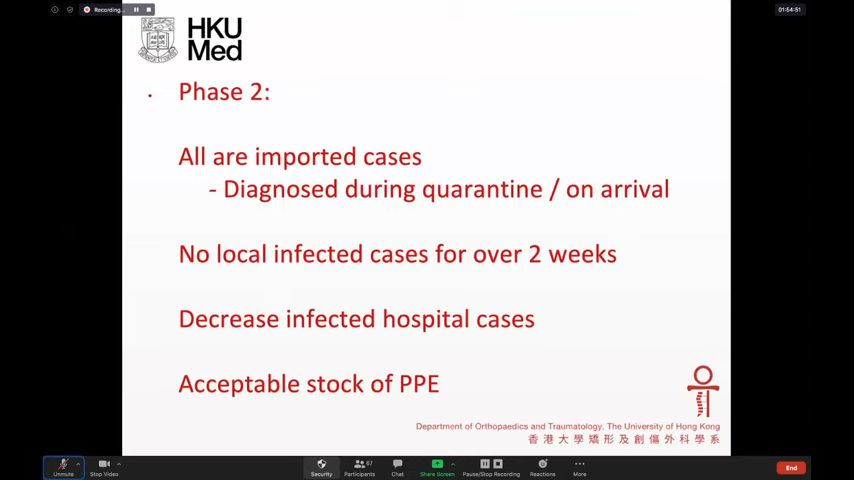 Recording...
01:54:51
HKU
Med
Phase 2:
All are imported cases
- Diagnosed during quarantine / on arrival
No local infected cases for over 2 weeks
Decrease infected hospital cases
Acceptable stock of PPE
Department of Orthopaedics and Traumatology, The University of Hong Kong
香港大學矯形及創傷外科學系
Unmute
Stop Video
Security
Participants
67
Chat
Share Screen
Pause/Stop Recording
Reactions
More
End